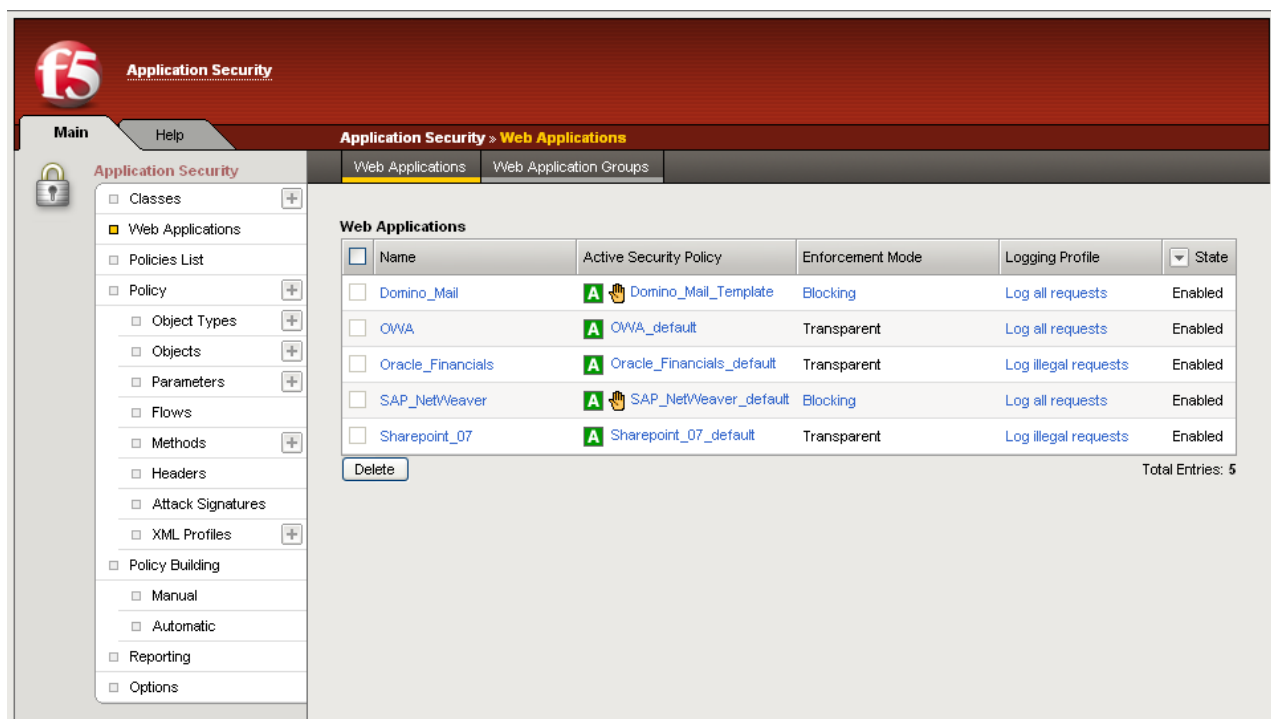 f5
Application Security
Main
Help
Application Security » Web Applications
Web Applications
Web Application Groups
Application Security
Classes
Web Applications
Policies List
Policy
Object Types
Objects
Parameters
Flows
Methods
Headers
Attack Signatures
XML Profiles
Policy Building
Manual
Automatic
Reporting
Options
Web Applications
Name Active Security Policy Enforcement Mode Logging Profile State
Domino_Mail A Domino_Mail_Template Blocking Log all requests Enabled
OWA A OWA_default Transparent Log all requests Enabled
Oracle_Financials A Oracle_Financials_default Transparent Log illegal requests Enabled
SAP_NetWeaver A SAP_NetWeaver_default Blocking Log all requests Enabled
Sharepoint_07 A Sharepoint_07_default Transparent Log illegal requests Enabled
Delete
Total Entries: 5